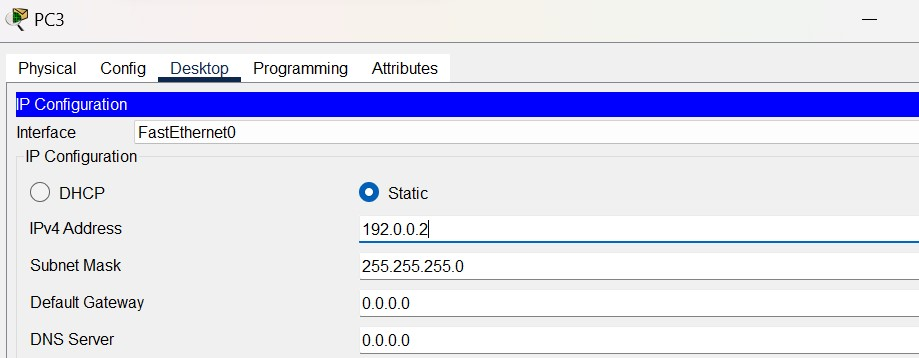 PC3
Physical Config Desktop Programming Attributes
IP Configuration
Interface FastEthernet0
IP Configuration
DHCP Static
IPv4 Address 192.0.0.2
Subnet Mask 255.255.255.0
Default Gateway 0.0.0.0
DNS Server 0.0.0.0